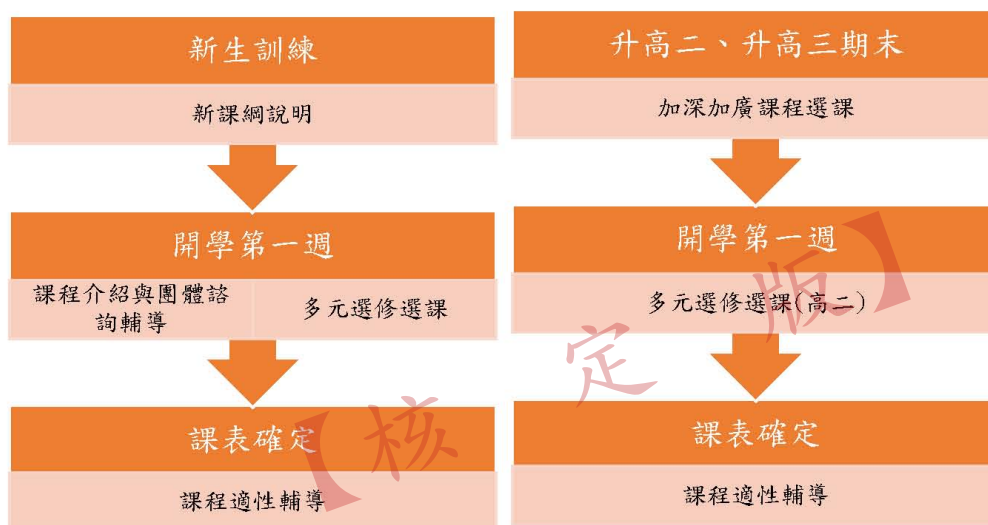 新生訓練
新課綱說明
開學第一週
課程介紹與團體諮
詢輔導
多元選修選課
課表確定
課程適性輔導
升高二、升高三期末
加深加廣課程選課
開學第一週
多元選修選課(高二)
課表確定
課程適性輔導
【核定版】